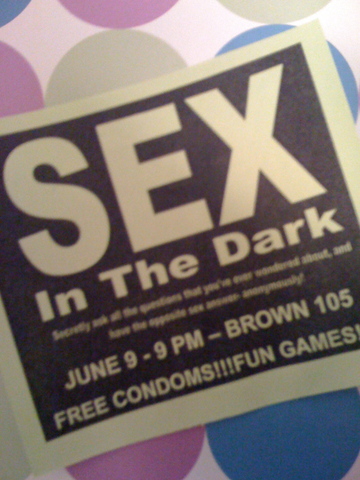 SEX
In The Dark
Secretly ask all the questions that you've ever wondered about, and
have the opposite sex answer- anonymously!
JUNE 9 - 9 PM – BROWN 105
FREE CONDOMS!!!FUN GAMES!